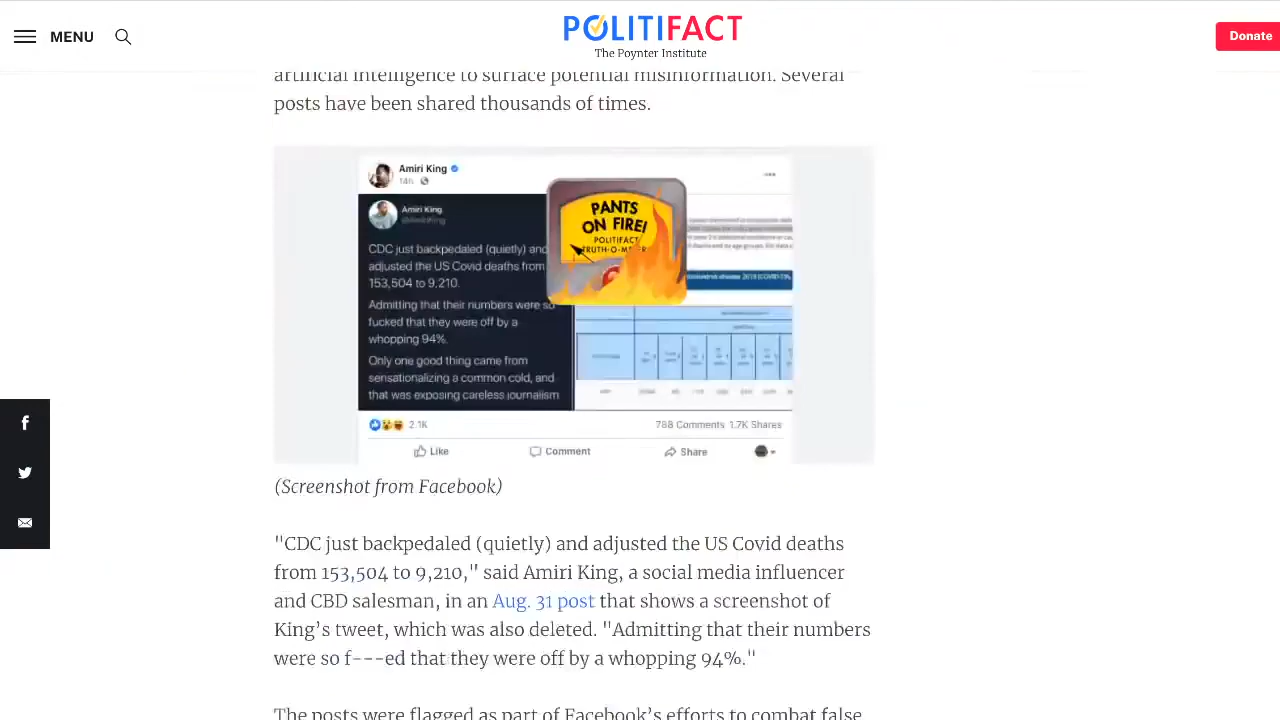 MENU
POLITIFACT
The Poynter Institute
Donate
artificial intelligence to surface potential misinformation. Several
posts have been shared thousands of times.
Amiri King
14h
Amiri King
CDC just backpedaled (quietly) and
adjusted the US Covid deaths from
153,504 to 9,210.
Admitting that their numbers were so
fucked that they were off by a
whopping 94%.
Only one good thing came from
sensationalizing a common cold, and
that was exposing careless journalism
PANTS
ON FIRE!
POLITIFACT
TRUTH-O-METER
2.1K
788 Comments 1.7K Shares
Like
Comment
Share
(Screenshot from Facebook)
"CDC just backpedaled (quietly) and adjusted the US Covid deaths
from 153,504 to 9,210," said Amiri King, a social media influencer
and CBD salesman, in an Aug. 31 post that shows a screenshot of
King’s tweet, which was also deleted. "Admitting that their numbers
were so f---ed that they were off by a whopping 94%."
The posts were flagged as part of Facebook’s efforts to combat false